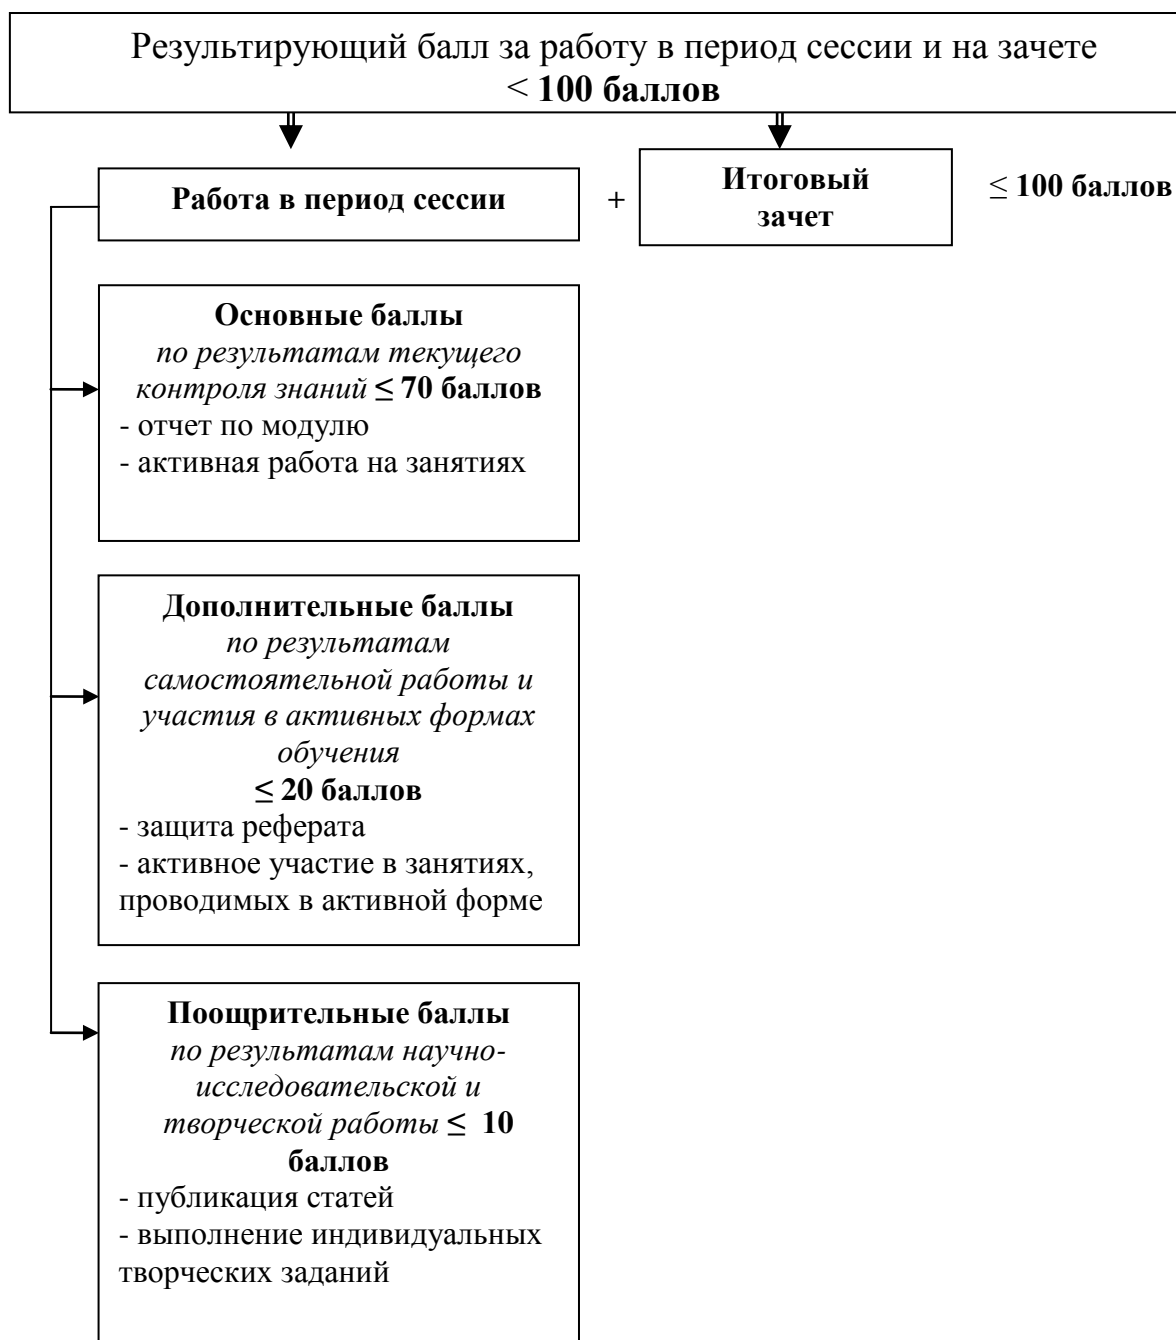 Результирующий балл за работу в период сессии и на зачете
< 100 баллов
Работа в период сессии
+
Итоговый
зачет
≤ 100 баллов
Основные баллы
по результатам текущего
контроля знаний ≤ 70 баллов
- отчет по модулю
- активная работа на занятиях
Дополнительные баллы
по результатам
самостоятельной работы и
участия в активных формах
обучения
≤ 20 баллов
- защита реферата
- активное участие в занятиях,
проводимых в активной форме
Поощрительные баллы
по результатам научно-
исследовательской и
творческой работы ≤ 10
баллов
- публикация статей
- выполнение индивидуальных
творческих заданий